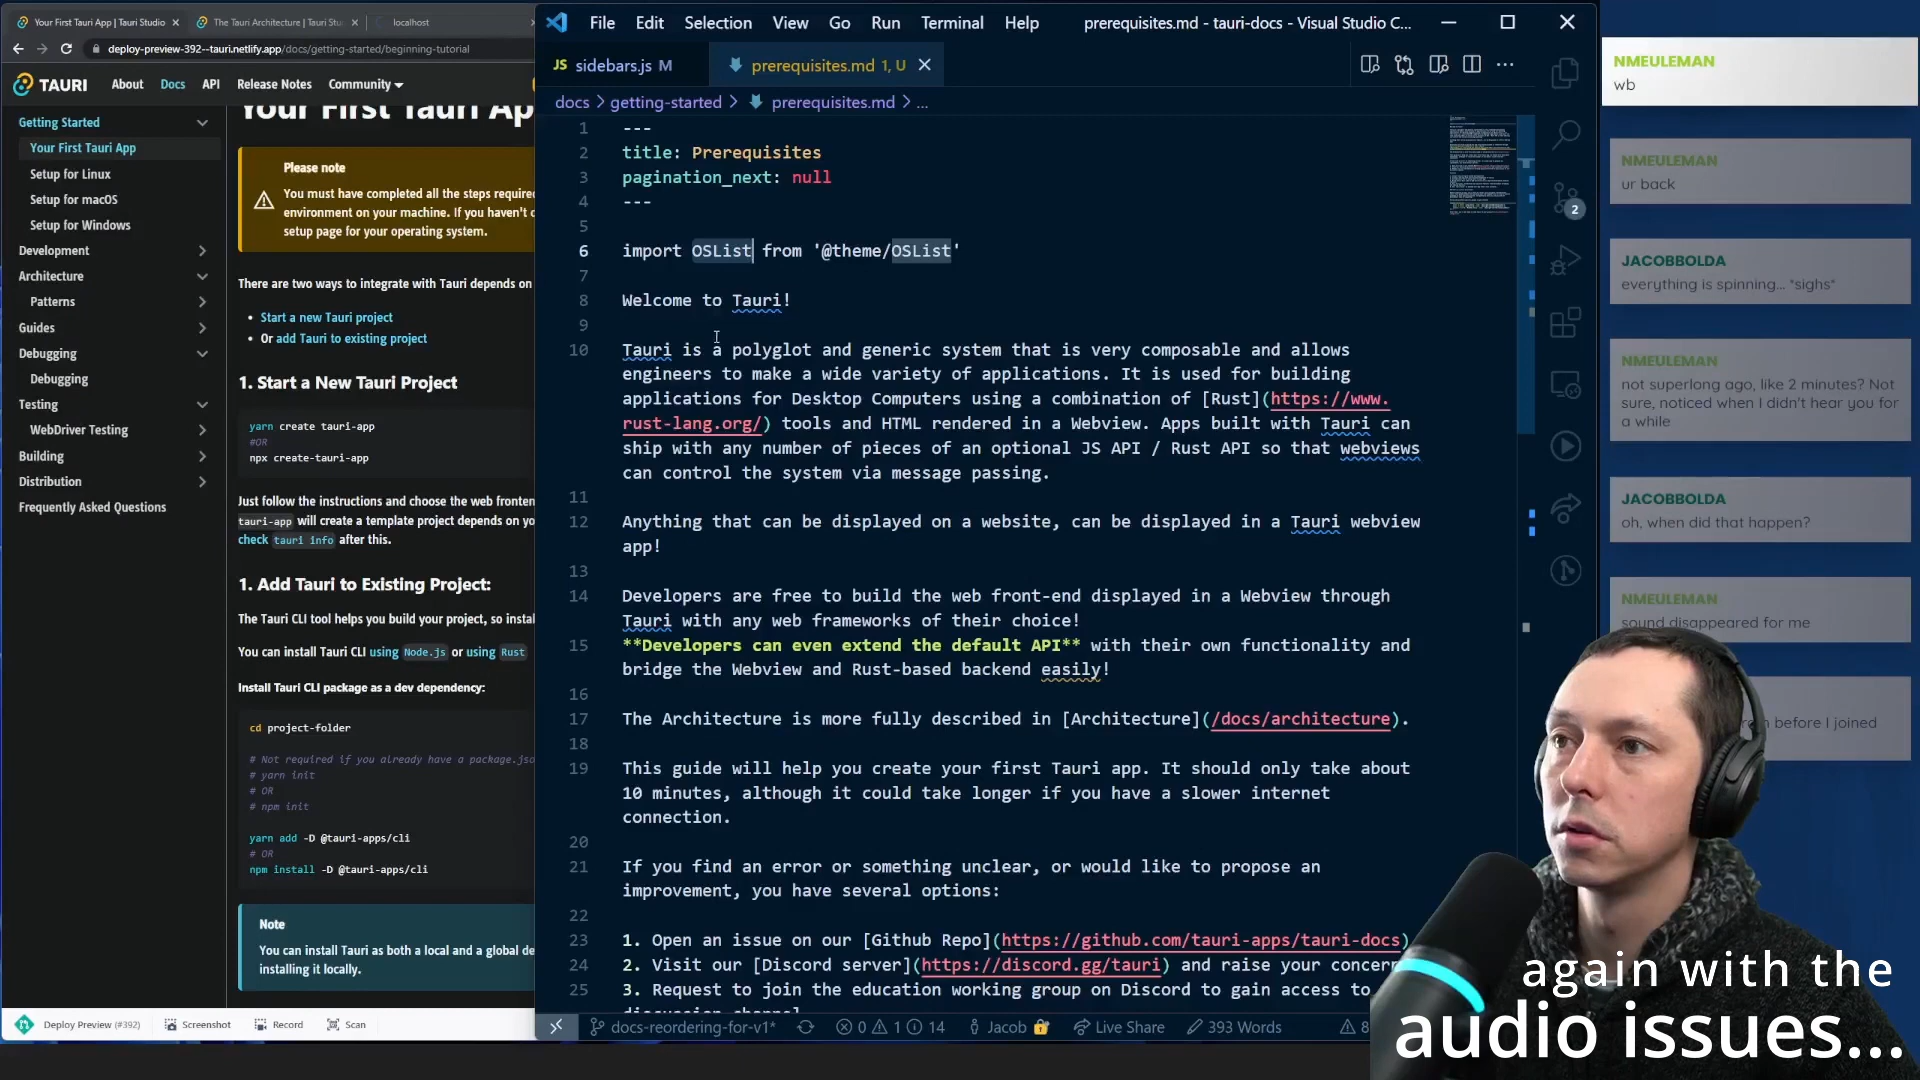 Your First Tauri App | Tauri Studio
The Tauri Architecture | Tauri Stu
localhost
deploy-preview-392--tauri.netlify.app/docs/getting-started/beginning-tutorial
TAURI
About
Docs
API
Release Notes
Community
Getting Started
Your First Tauri App
Setup for Linux
Setup for macOS
Setup for Windows
Development
Architecture
Patterns
Guides
Debugging
Debugging
Testing
WebDriver Testing
Building
Distribution
Frequently Asked Questions
Your First Tauri Ap
Please note
You must have completed all the steps required
environment on your machine. If you haven't d
setup page for your operating system.
There are two ways to integrate with Tauri depends on
Start a new Tauri project
Or add Tauri to existing project
1. Start a New Tauri Project
yarn create tauri-app
#OR
npx create-tauri-app
Just follow the instructions and choose the web fronten
tauri-app will create a template project depends on yo
check tauri info after this.
1. Add Tauri to Existing Project:
The Tauri CLI tool helps you build your project, so instal
You can install Tauri CLI using Node.js or using Rust
Install Tauri CLI package as a dev dependency:
cd project-folder
# Not required if you already have a package.jso
# yarn init
# OR
# npm init
yarn add -D @tauri-apps/cli
# OR
npm install -D @tauri-apps/cli
Note
You can install Tauri as both a local and a global de
installing it locally.
Deploy Preview (#392)
Screenshot
Record
Scan
File Edit Selection View Go Run Terminal Help
prerequisites.md - tauri-docs - Visual Studio C...
JS sidebars.js M
prerequisites.md 1, U
docs > getting-started > prerequisites.md > ...
1 ---
2 title: Prerequisites
3 pagination_next: null
4 ---
5
6 import OSList from '@theme/OSList'
7
8 Welcome to Tauri!
9
10 Tauri is a polyglot and generic system that is very composable and allows
engineers to make a wide variety of applications. It is used for building
applications for Desktop Computers using a combination of [Rust](https://www.
rust-lang.org/) tools and HTML rendered in a Webview. Apps built with Tauri can
ship with any number of pieces of an optional JS API / Rust API so that webviews
can control the system via message passing.
11
12 Anything that can be displayed on a website, can be displayed in a Tauri webview
app!
13
14 Developers are free to build the web front-end displayed in a Webview through
Tauri with any web frameworks of their choice!
15 **Developers can even extend the default API** with their own functionality and
bridge the Webview and Rust-based backend easily!
16
17 The Architecture is more fully described in [Architecture](/docs/architecture).
18
19 This guide will help you create your first Tauri app. It should only take about
10 minutes, although it could take longer if you have a slower internet
connection.
20
21 If you find an error or something unclear, or would like to propose an
improvement, you have several options:
22
23 1. Open an issue on our [Github Repo](https://github.com/tauri-apps/tauri-docs)
24 2. Visit our [Discord server](https://discord.gg/tauri) and raise your concer
25 3. Request to join the education working group on Discord to gain access to
docs-reordering-for-v1*
0 1 14
Jacob
Live Share
393 Words
8
2
NMEULEMAN
wb
NMEULEMAN
ur back
JACOBBOLDA
everything is spinning... *sighs*
NMEULEMAN
not superlong ago, like 2 minutes? Not
sure, noticed when I didn't hear you for
a while
JACOBBOLDA
oh, when did that happen?
NMEULEMAN
sound disappeared for me
before I joined
again with the
audio issues...